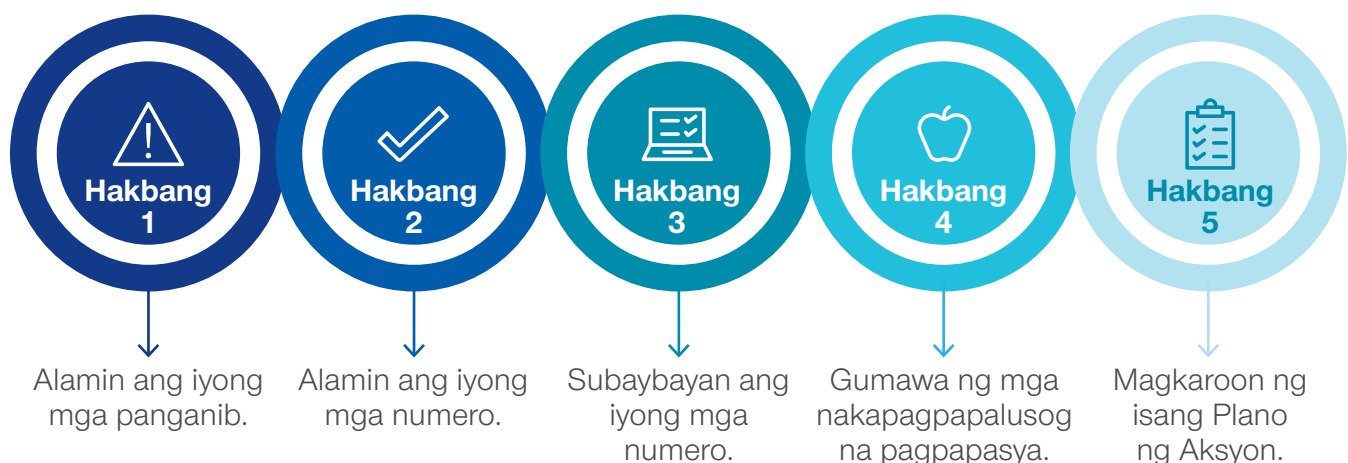 Hakbang
1
Hakbang
2
Hakbang
3
Hakbang
4
Hakbang
5
Alamin ang iyong
mga panganib.
Alamin ang iyong
mga numero.
Subaybayan ang
iyong mga
numero.
Gumawa ng mga
nakapagpapalusog
na pagpapasya.
Magkaroon ng
isang Plano
ng Aksyon.